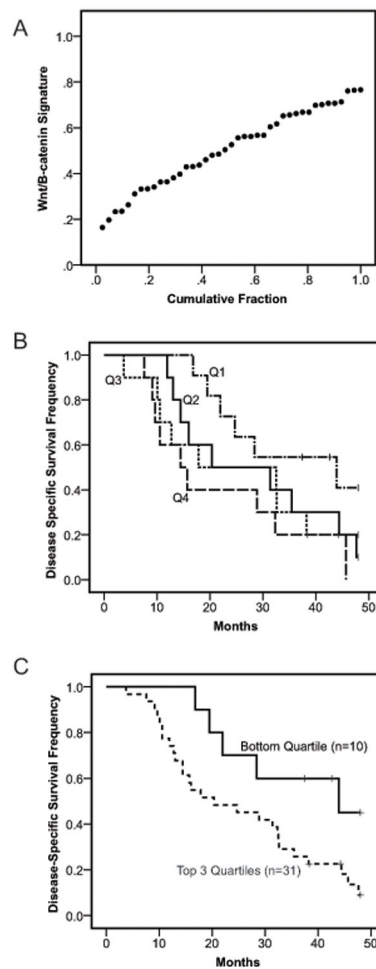 A
Wnt/B-catenin Signature
1.0
.8
.6
.4
.2
.0
.0 .2 .4 .6 .8 1.0
Cumulative Fraction
B
Disease Specific Survival Frequency
1.0
0.8
0.6
0.4
0.2
0.0
Q1
Q3
Q2
Q4
0 10 20 30 40 50
Months
C
Disease-Specific Survival Frequency
1.0
0.8
0.6
0.4
0.2
0.0
Bottom Quartile (n=10)
Top 3 Quartiles (n=31)
0 10 20 30 40 50
Months